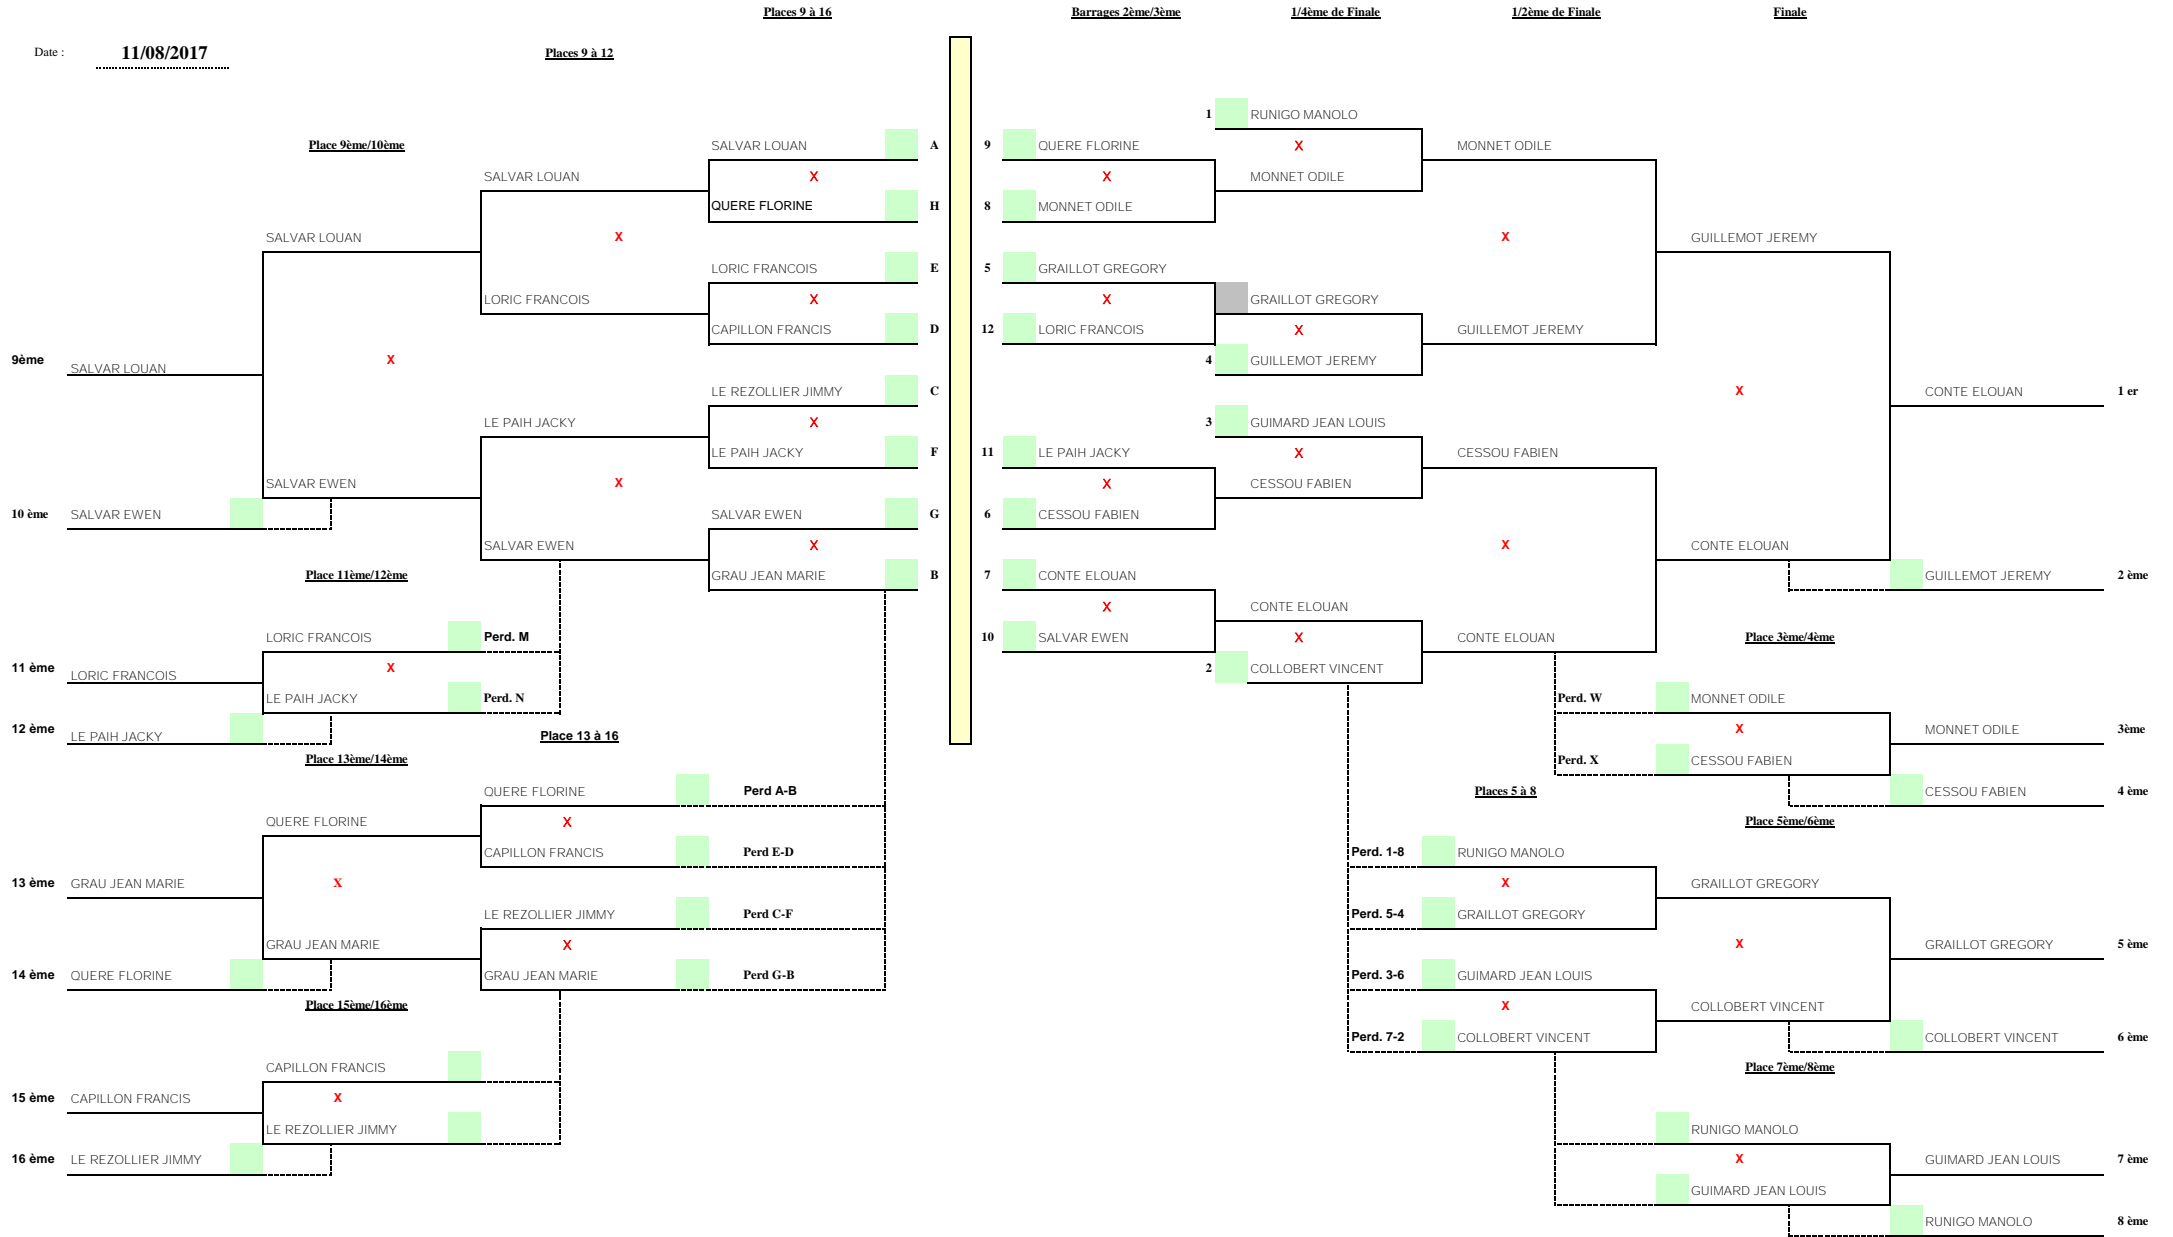 Places 9 à 16
Barrages 2ème/3ème
1/4ème de Finale
1/2ème de Finale
Finale
Date :
11/08/2017
Places 9 à 12
Place 9ème/10ème
SALVAR LOUAN
A
QUERE FLORINE
H
X
LORIC FRANCOIS
E
X
CAPILLON FRANCIS
D
LE REZOLLIER JIMMY
C
X
LE PAIH JACKY
F
SALVAR EWEN
G
X
GRAU JEAN MARIE
B
SALVAR LOUAN
X
LORIC FRANCOIS
LE PAIH JACKY
X
SALVAR EWEN
SALVAR LOUAN
X
SALVAR EWEN
9ème
SALVAR LOUAN
10 ème
SALVAR EWEN
Place 11ème/12ème
LORIC FRANCOIS
Perd. M
X
LE PAIH JACKY
Perd. N
11 ème
LORIC FRANCOIS
12 ème
LE PAIH JACKY
Place 13 à 16
Place 13ème/14ème
QUERE FLORINE
Perd A-B
X
CAPILLON FRANCIS
Perd E-D
LE REZOLLIER JIMMY
Perd C-F
X
GRAU JEAN MARIE
Perd G-B
QUERE FLORINE
X
GRAU JEAN MARIE
13 ème
GRAU JEAN MARIE
14 ème
QUERE FLORINE
Place 15ème/16ème
CAPILLON FRANCIS
X
LE REZOLLIER JIMMY
15 ème
CAPILLON FRANCIS
16 ème
LE REZOLLIER JIMMY
9
QUERE FLORINE
X
8
MONNET ODILE
5
GRAILLOT GREGORY
X
12
LORIC FRANCOIS
11
LE PAIH JACKY
X
6
CESSOU FABIEN
7
CONTE ELOUAN
X
10
SALVAR EWEN
1
RUNIGO MANOLO
X
MONNET ODILE
GRAILLOT GREGORY
X
4
GUILLEMOT JEREMY
3
GUIMARD JEAN LOUIS
X
CESSOU FABIEN
CONTE ELOUAN
X
2
COLLOBERT VINCENT
MONNET ODILE
X
GUILLEMOT JEREMY
CESSOU FABIEN
X
CONTE ELOUAN
GUILLEMOT JEREMY
X
CONTE ELOUAN
CONTE ELOUAN
1 er
GUILLEMOT JEREMY
2 ème
Place 3ème/4ème
Perd. W
MONNET ODILE
X
Perd. X
CESSOU FABIEN
MONNET ODILE
3ème
CESSOU FABIEN
4 ème
Places 5 à 8
Place 5ème/6ème
Perd. 1-8
RUNIGO MANOLO
X
Perd. 5-4
GRAILLOT GREGORY
Perd. 3-6
GUIMARD JEAN LOUIS
X
Perd. 7-2
COLLOBERT VINCENT
GRAILLOT GREGORY
X
COLLOBERT VINCENT
GRAILLOT GREGORY
5 ème
COLLOBERT VINCENT
6 ème
Place 7ème/8ème
RUNIGO MANOLO
X
GUIMARD JEAN LOUIS
GUIMARD JEAN LOUIS
7 ème
RUNIGO MANOLO
8 ème